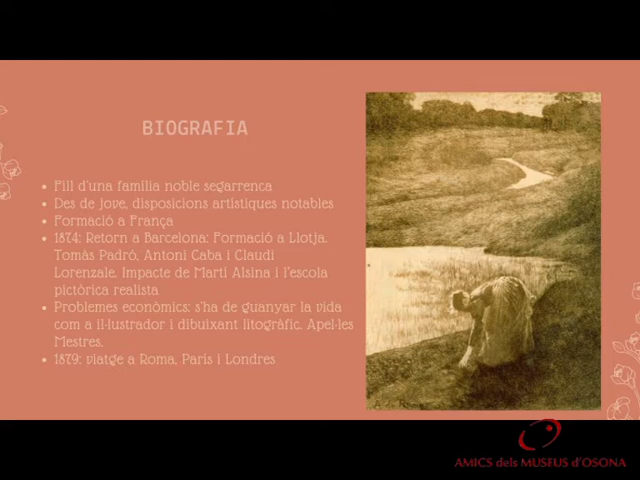 BIOGRAFIA
Fill d'una família noble segarrenca
Des de jove, disposicions artístiques notables
Formació a França
1874: Retorn a Barcelona: Formació a Llotja.
Tomàs Padró, Antoni Caba i Claudi
Lorenzale. Impacte de Martí Alsina i l'escola
pictòrica realista
Problemes econòmics: s'ha de guanyar la vida
com a il·lustrador i dibuixant litogràfic. Apel·les
Mestres.
1879: viatge a Roma, París i Londres
AMICS dels MUSEUS d'OSONA